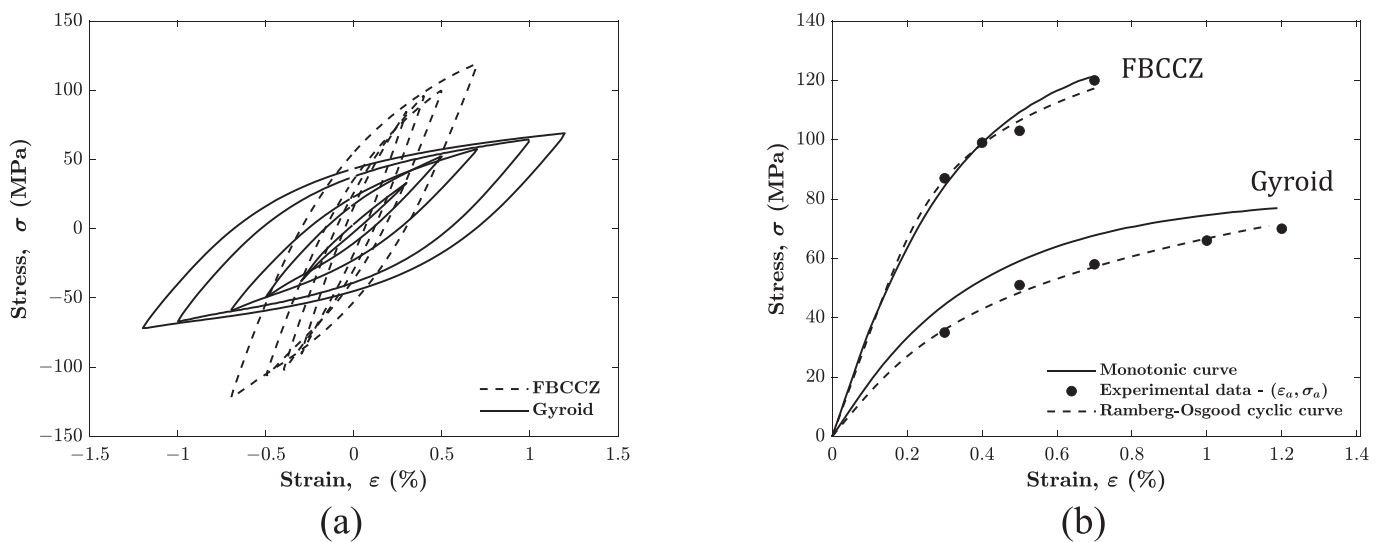 150
100
50
0
−50
−100
−150
−1.5 −1 −0.5 0 0.5 1 1.5
Stress, σ (MPa)
Strain, ε (%)
FBCCZ
Gyroid
(a)
140
120
100
80
60
40
20
0
0 0.2 0.4 0.6 0.8 1 1.2 1.4
Stress, σ (MPa)
Strain, ε (%)
FBCCZ
Gyroid
Monotonic curve
Experimental data - (εa, σa)
Ramberg-Osgood cyclic curve
(b)